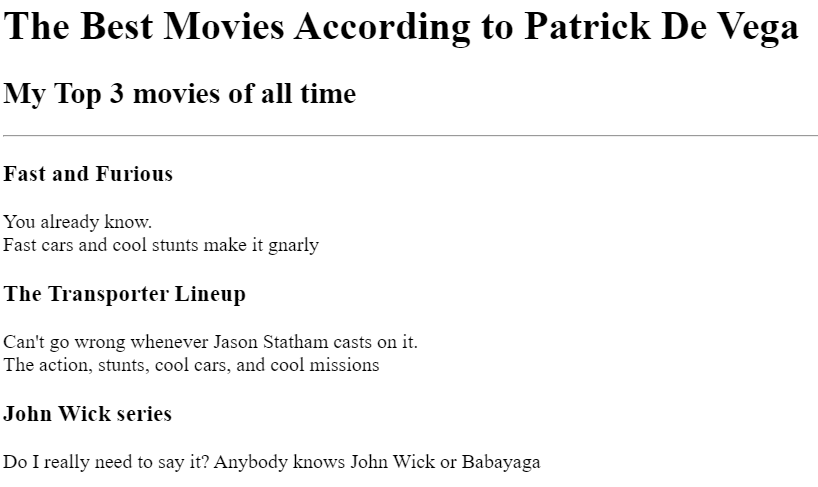 The Best Movies According to Patrick De Vega
My Top 3 movies of all time
Fast and Furious
You already know.
Fast cars and cool stunts make it gnarly
The Transporter Lineup
Can't go wrong whenever Jason Statham casts on it.
The action, stunts, cool cars, and cool missions
John Wick series
Do I really need to say it? Anybody knows John Wick or Babayaga